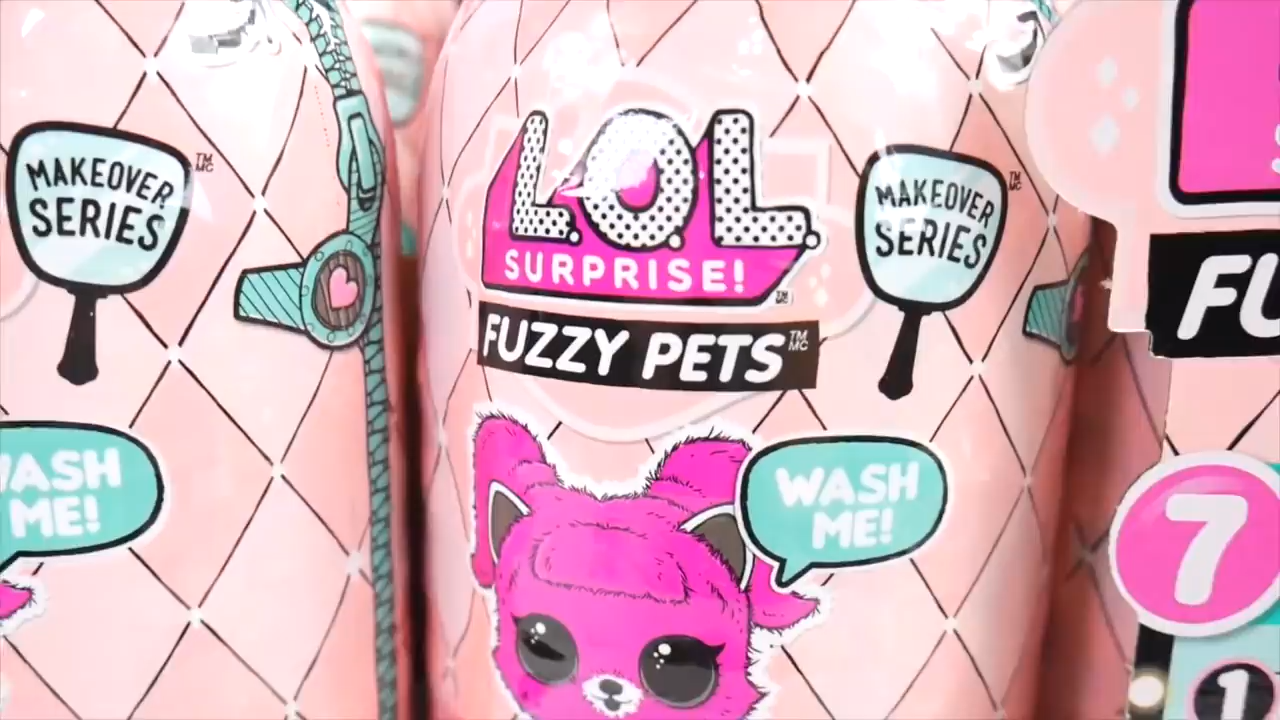 MAKEOVER
SERIES
TM
MC
WASH
ME!
L.O.L.
SURPRISE!
TM
FUZZY PETS
TM
MC
MAKEOVER
SERIES
TM
MC
WASH
ME!
FU
7
1